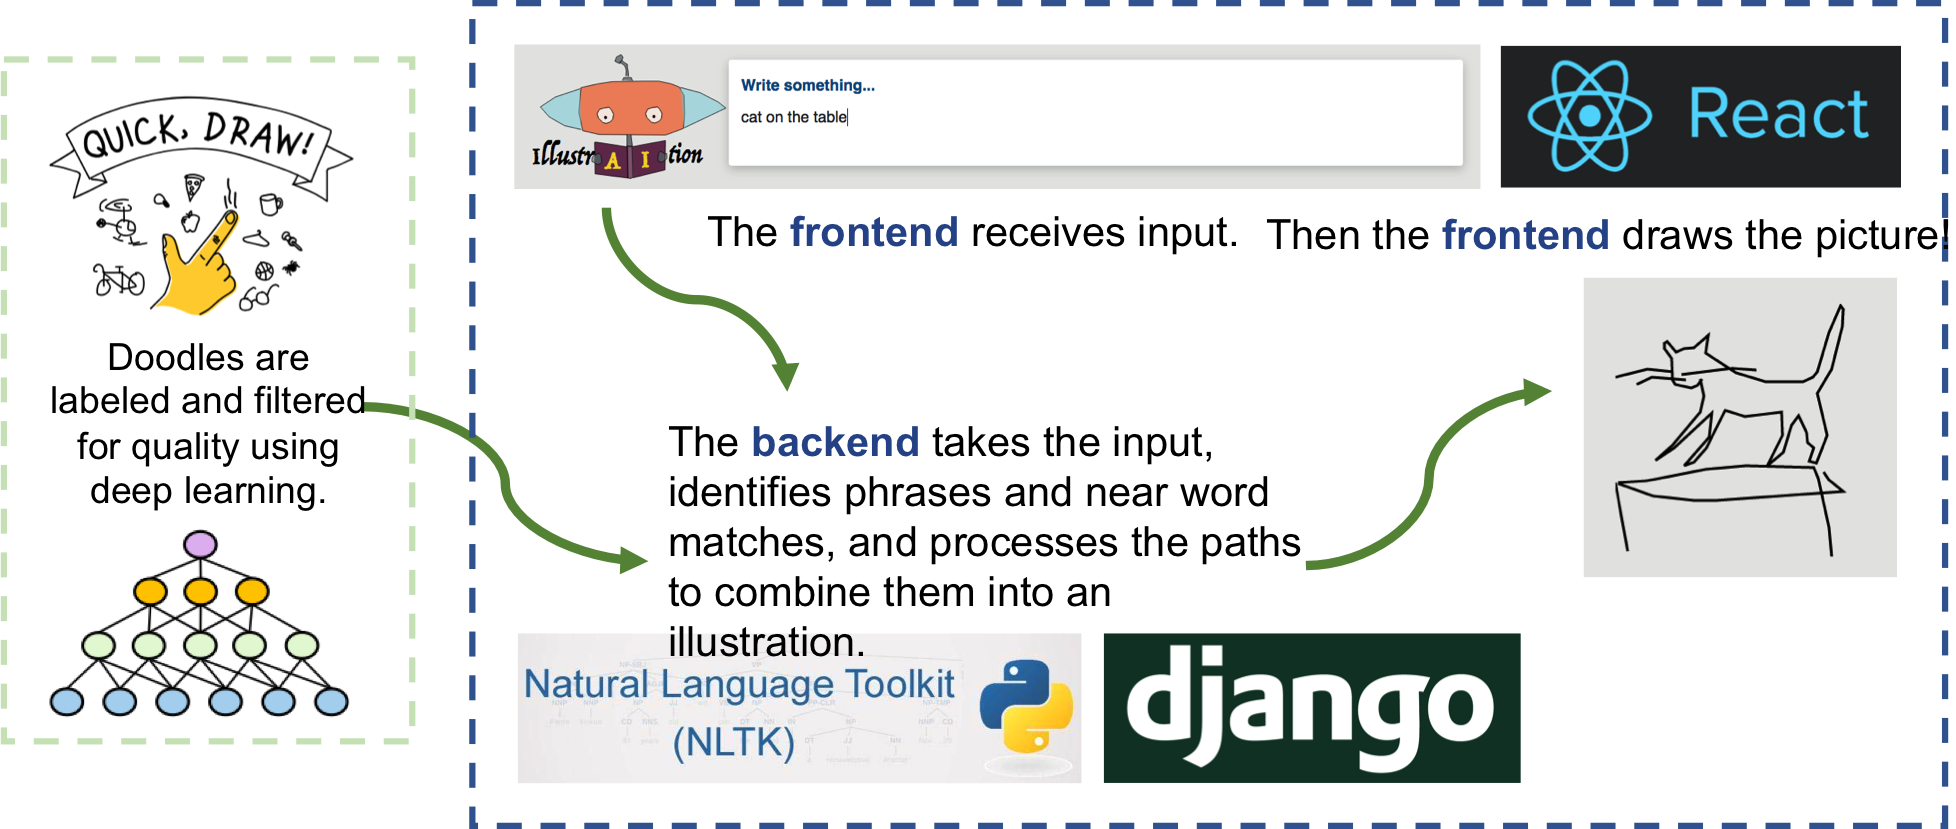 QUICK, DRAW!
Doodles are
labeled and filtered
for quality using
deep learning.
IllustrAItion
Write something...
cat on the table
React
The frontend receives input.
Then the frontend draws the picture!
The backend takes the input,
identifies phrases and near word
matches, and processes the paths
to combine them into an
illustration.
Natural Language Toolkit
(NLTK)
django